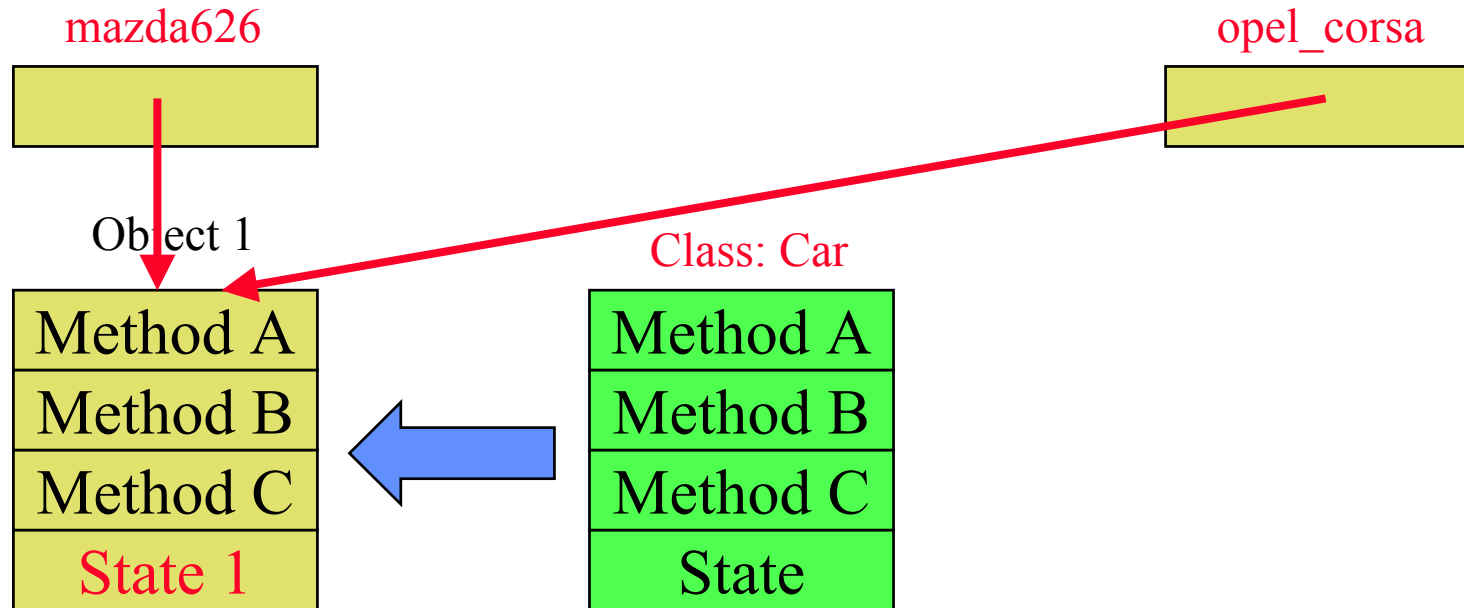 mazda626
opel_corsa
Object 1
Class: Car
Method A
Method B
Method C
State 1
Method A
Method B
Method C
State